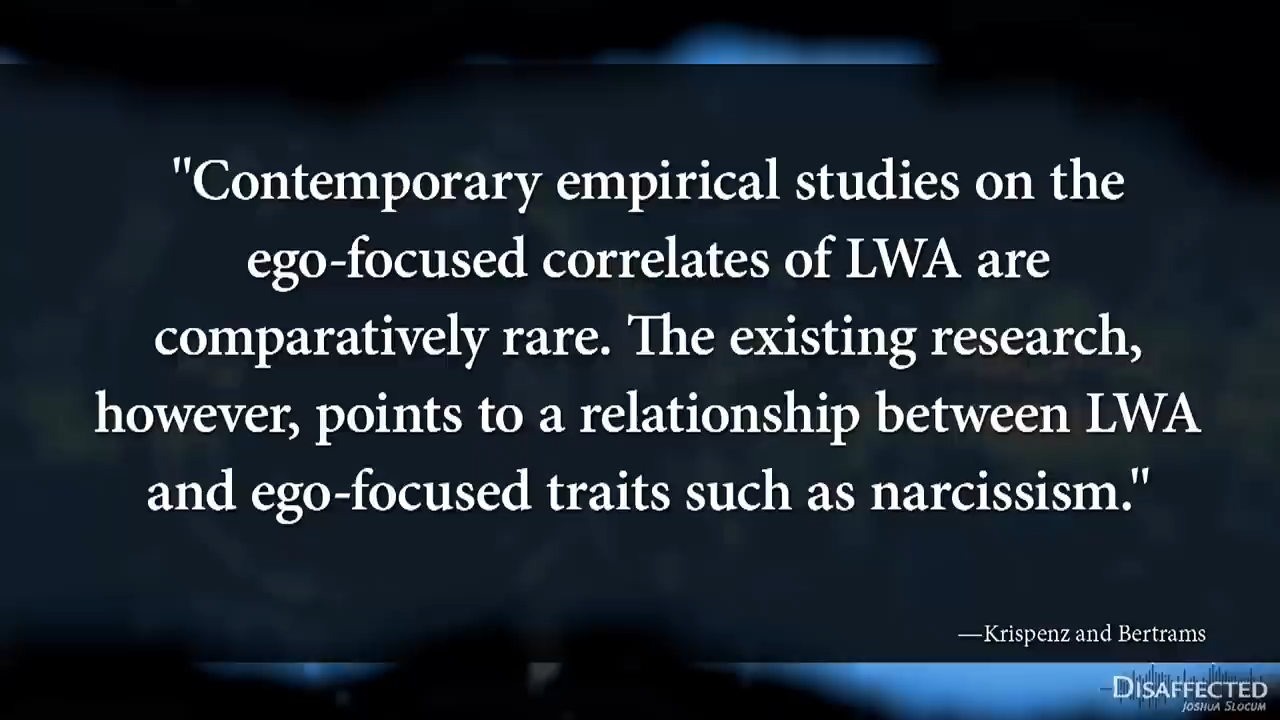 "Contemporary empirical studies on the
ego-focused correlates of LWA are
comparatively rare. The existing research,
however, points to a relationship between LWA
and ego-focused traits such as narcissism."
—Krispenz and Bertrams
DISAFFECTED
JOSHUA SLOCUM